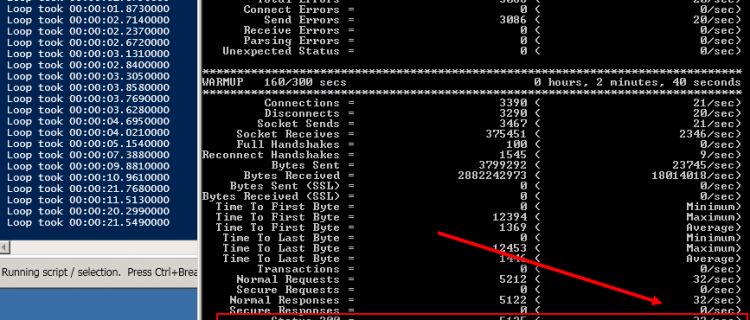 Loop took 00:00:02.8730000
Loop took 00:00:02.7140000
Loop took 00:00:02.2370000
Loop took 00:00:02.6720000
Loop took 00:00:03.1310000
Loop took 00:00:02.8400000
Loop took 00:00:03.3050000
Loop took 00:00:03.8580000
Loop took 00:00:03.7690000
Loop took 00:00:03.6280000
Loop took 00:00:04.6950000
Loop took 00:00:04.0210000
Loop took 00:00:05.1540000
Loop took 00:00:07.3880000
Loop took 00:00:09.8810000
Loop took 00:00:10.9610000
Loop took 00:00:21.7680000
Loop took 00:00:11.5130000
Loop took 00:00:20.2990000
Loop took 00:00:21.5490000
Running script / selection. Press Ctrl+Brea
Total Errors = 3086 ( 20/sec)
Connect Errors = 0 ( 0/sec)
Send Errors = 3086 ( 20/sec)
Receive Errors = 0 ( 0/sec)
Parsing Errors = 0 ( 0/sec)
Unexpected Status = 0 ( 0/sec)
WARMUP 160/300 secs 0 hours, 2 minutes, 40 seconds
Connections = 3390 ( 21/sec)
Disconnects = 3290 ( 20/sec)
Socket Sends = 3467 ( 21/sec)
Socket Receives = 375451 ( 2346/sec)
Full Handshakes = 100 ( 0/sec)
Reconnect Handshakes = 1545 ( 9/sec)
Bytes Sent = 3799292 ( 23745/sec)
Bytes Received = 2882242973 ( 18014018/sec)
Bytes Sent (SSL) = 0 ( 0/sec)
Bytes Received (SSL) = 0 ( 0/sec)
Time To First Byte = 0 ( Minimum)
Time To First Byte = 12394 ( Maximum)
Time To First Byte = 1369 ( Average)
Time To Last Byte = 0 ( Minimum)
Time To Last Byte = 12453 ( Maximum)
Time To Last Byte = 1446 ( Average)
Transactions = 0 ( 0/sec)
Normal Requests = 5212 ( 32/sec)
Secure Requests = 0 ( 0/sec)
Normal Responses = 5122 ( 32/sec)
Secure Responses = 0 ( 0/sec)
Status 200 =